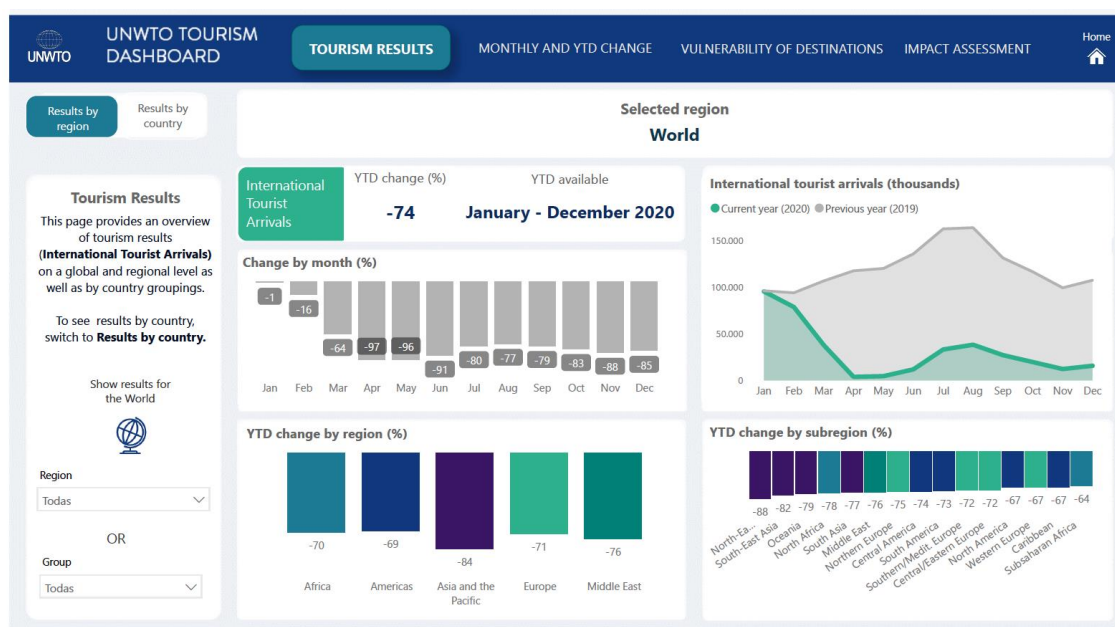 UNWTO
UNWTO TOURISM
DASHBOARD
TOURISM RESULTS
MONTHLY AND YTD CHANGE
VULNERABILITY OF DESTINATIONS
IMPACT ASSESSMENT
Home
Results by
region
Results by
country
Selected region
World
Tourism Results
This page provides an overview
of tourism results
(International Tourist Arrivals)
on a global and regional level as
well as by country groupings.
To see results by country,
switch to Results by country.
Show results for
the World
Region
Todas
OR
Group
Todas
International
Tourist
Arrivals
YTD change (%)
-74
YTD available
January - December 2020
Change by month (%)
-1
-16
-64
-97
-96
-91
-80
-77
-79
-83
-88
-85
Jan Feb Mar Apr May Jun Jul Aug Sep Oct Nov Dec
International tourist arrivals (thousands)
Current year (2020) Previous year (2019)
150.000
100.000
50.000
0
Jan Feb Mar Apr May Jun Jul Aug Sep Oct Nov Dec
YTD change by region (%)
-70
-69
-84
-71
-76
Africa
Americas
Asia and the
Pacific
Europe
Middle East
YTD change by subregion (%)
-88 -82 -79 -78 -77 -76 -75 -74 -73 -72 -72 -67 -67 -67 -64
North-Ea...
South-East Asia
Oceania
North Africa
South Asia
Middle East
Northern Europe
Central America
South America
Southern/Medit. Europe
Central/Eastern Europe
North America
Western Europe
Caribbean
Subsaharan Africa